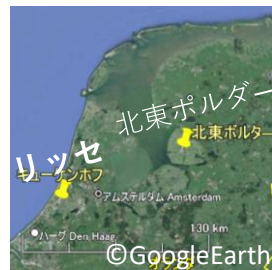 北東ポルダー
北東ポルダー
リッセ
キューケンホフ
アムステルダム Amsterdam
ハーグ Den Haag
130 km
©GoogleEarth